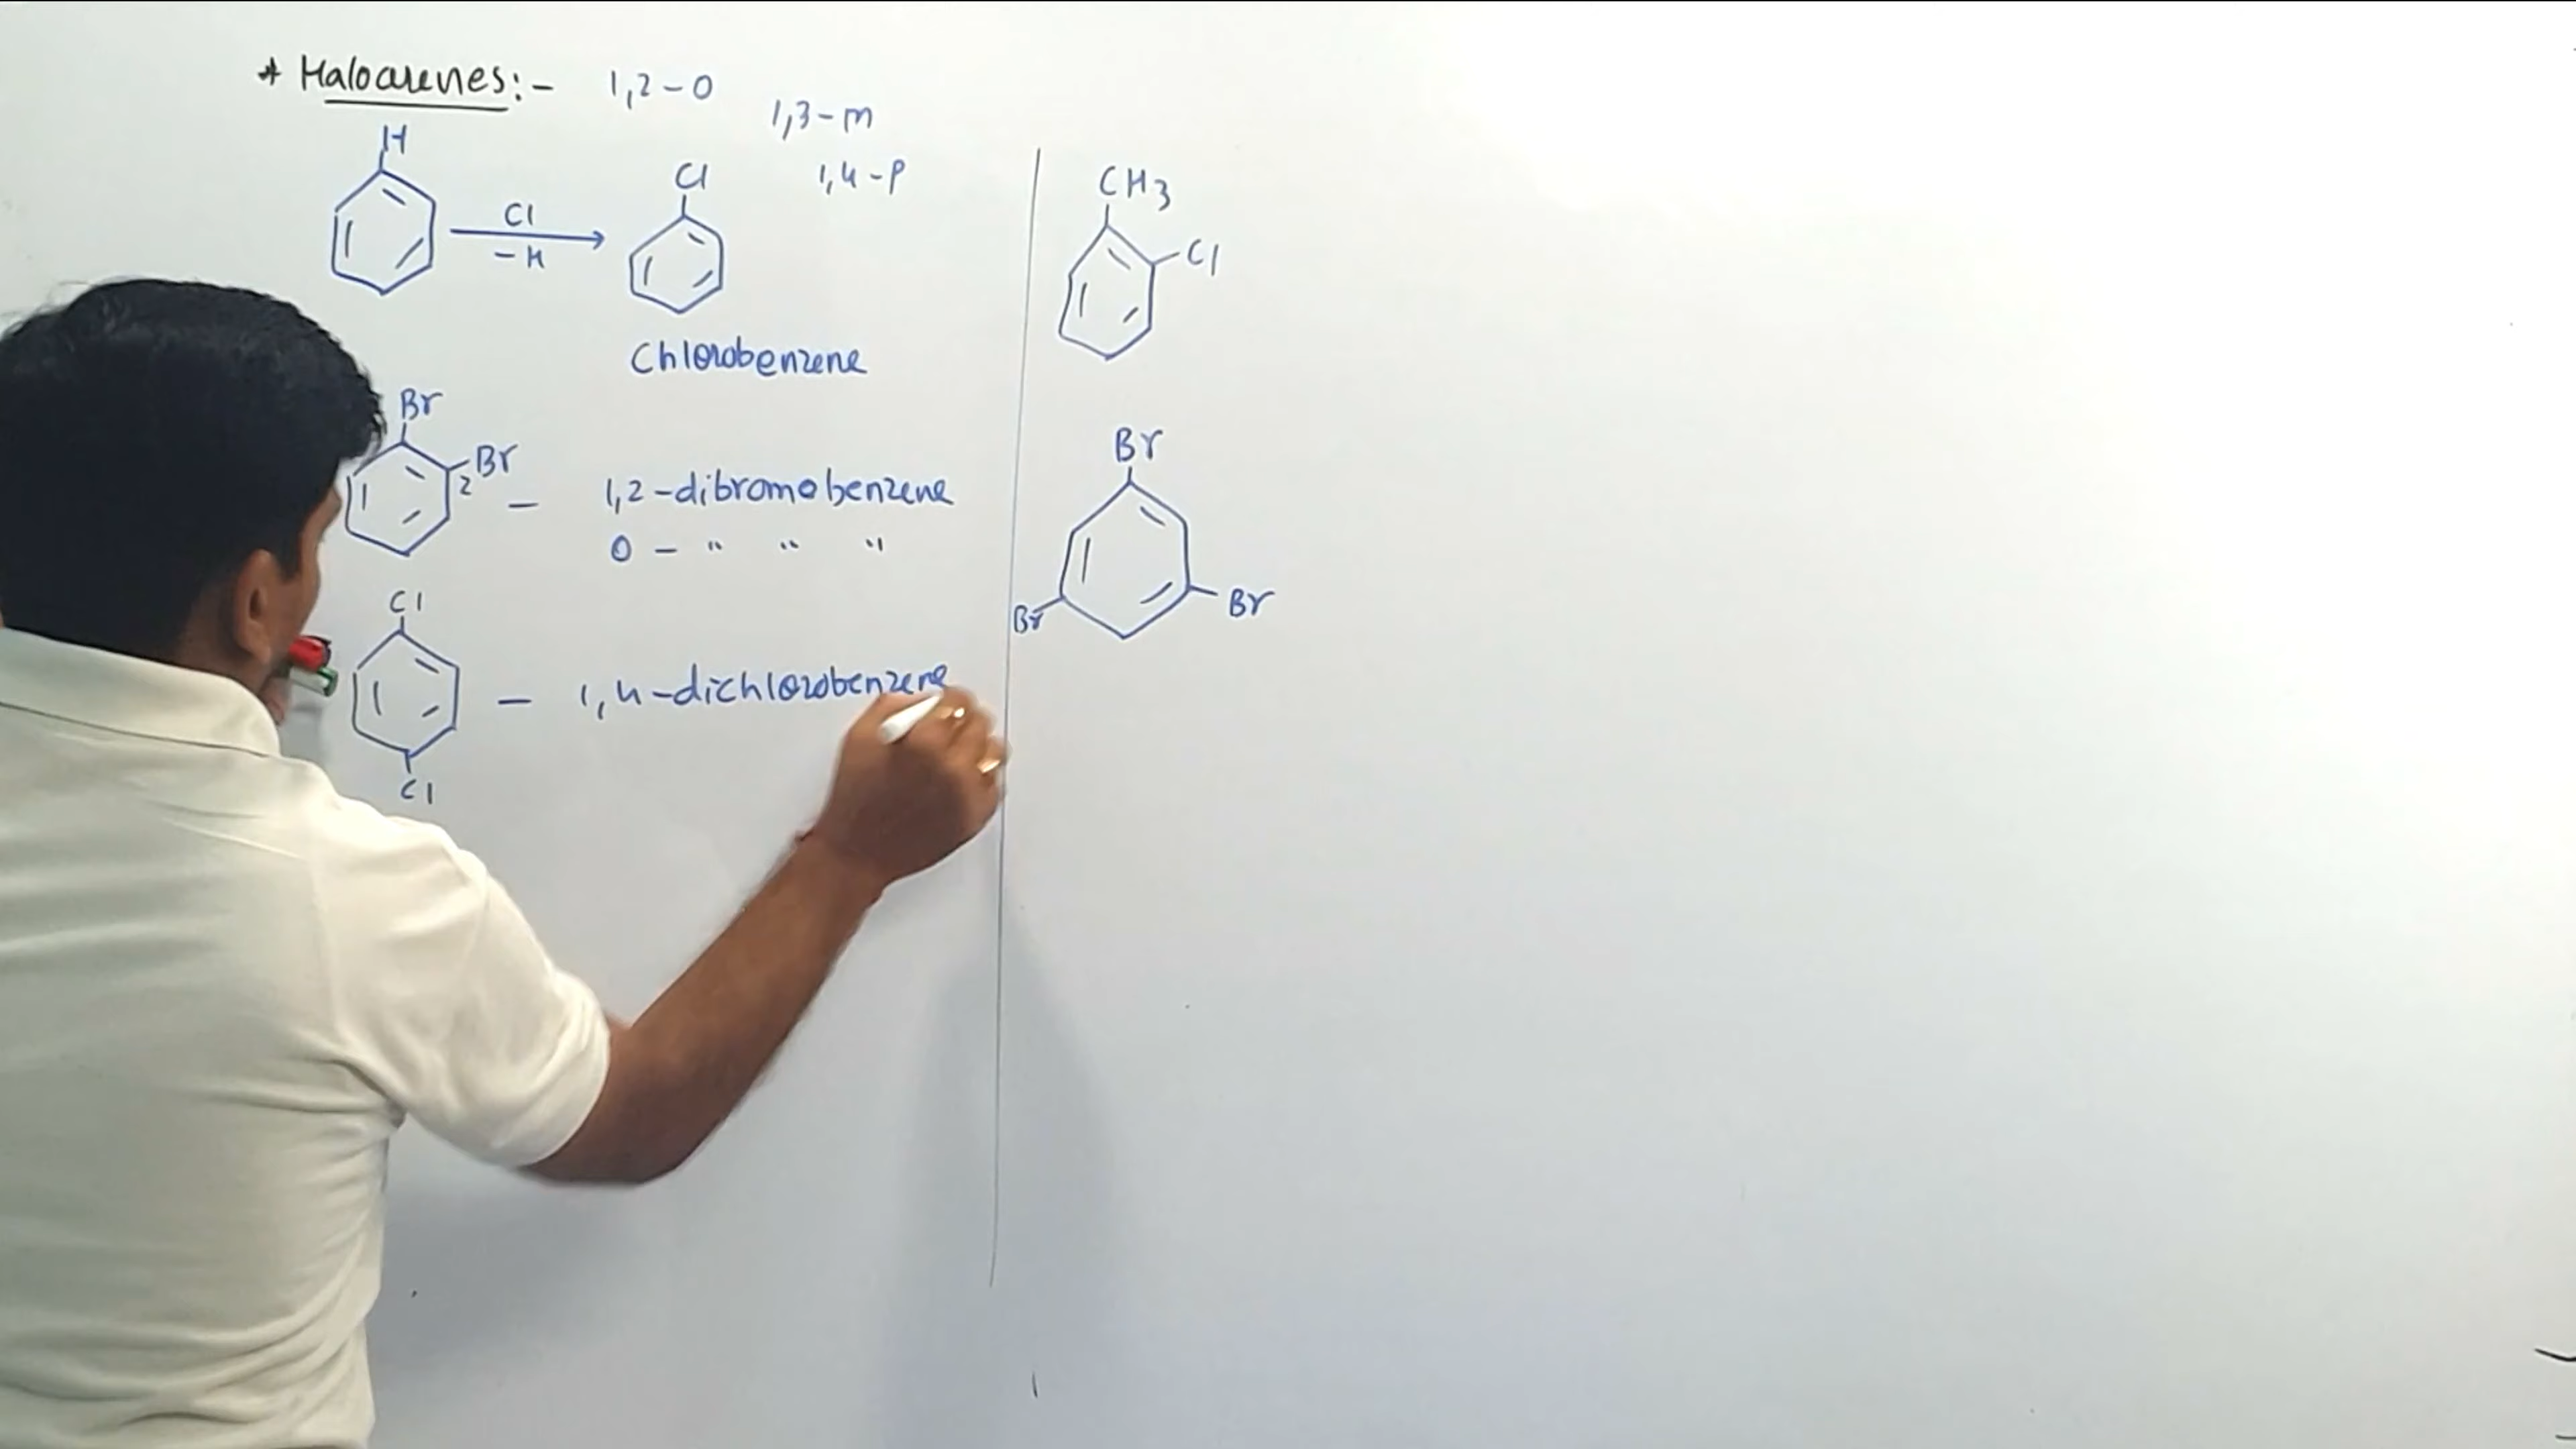 * Haloarenes:-
1,2-O
1,3-m
1,4-p
H
Cl
-H
Cl
Chlorobenzene
Br
Br
2
- 1,2-dibromobenzene
O - " " "
Cl
- 1,4-dichlorobenzene
Cl
CH3
Cl
Br
Br
Br